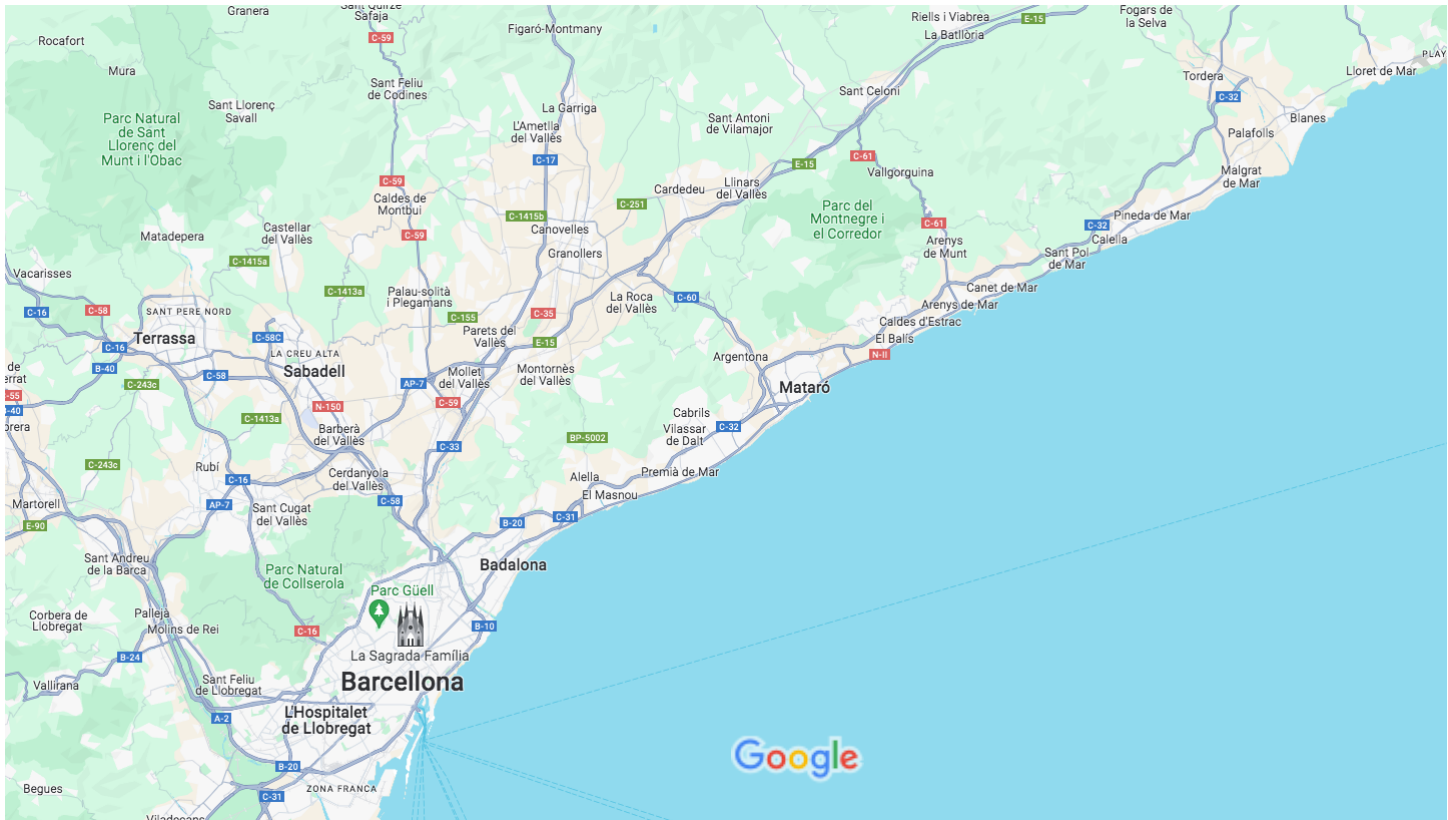 Granera
Sant Quirze
Safaja
Riells i Viabrea
Fogars de
la Selva
E-15
Figaró-Montmany
La Batllòria
Rocafort
C-59
PLAY
Mura
Lloret de Mar
Tordera
Sant Feliu
de Codines
Sant Celoni
C-32
Sant Llorenç
Savall
La Garriga
Parc Natural
de Sant
Llorenç del
Munt i l'Obac
Sant Antoni
de Vilamajor
Blanes
L'Ametlla
del Vallès
Palafolls
C-17
C-61
E-15
Vallgorguina
Malgrat
de Mar
C-59
Cardedeu
Llinars
del Vallès
Caldes de
Montbui
C-251
Parc del
Montnegre i
el Corredor
C-1415b
Pineda de Mar
Castellar
del Vallès
Canovelles
C-61
C-32
Matadepera
C-59
Calella
Arenys
de Munt
Granollers
Sant Pol
de Mar
C-1415a
Vacarisses
Canet de Mar
C-1413a
Palau-solità
i Plegamans
La Roca
del Vallès
C-60
Arenys de Mar
C-16
C-58
SANT PERE NORD
C-155
C-35
Caldes d'Estrac
Terrassa
C-58C
Parets del
Vallès
E-15
El Balís
C-16
LA CREU ALTA
Argentona
N-II
B-40
C-58
Sabadell
Mollet
del Vallès
Montornès
del Vallès
de
errat
C-243c
AP-7
Mataró
-55
N-150
C-59
-40
C-1413a
Cabrils
brera
Barberà
del Vallès
Vilassar
de Dalt
C-32
BP-5002
C-33
C-243c
Rubí
Cerdanyola
del Vallès
Alella
Premià de Mar
C-16
El Masnou
Martorell
AP-7
Sant Cugat
del Vallès
C-58
E-90
B-20
C-31
Sant Andreu
de la Barca
Badalona
Parc Natural
de Collserola
Parc Güell
Corbera de
Llobregat
Pallejà
Molins de Rei
C-16
B-10
B-24
La Sagrada Família
Vallirana
Sant Feliu
de Llobregat
Barcellona
A-2
L'Hospitalet
de Llobregat
Google
B-20
Begues
C-31
ZONA FRANCA
Viladecans